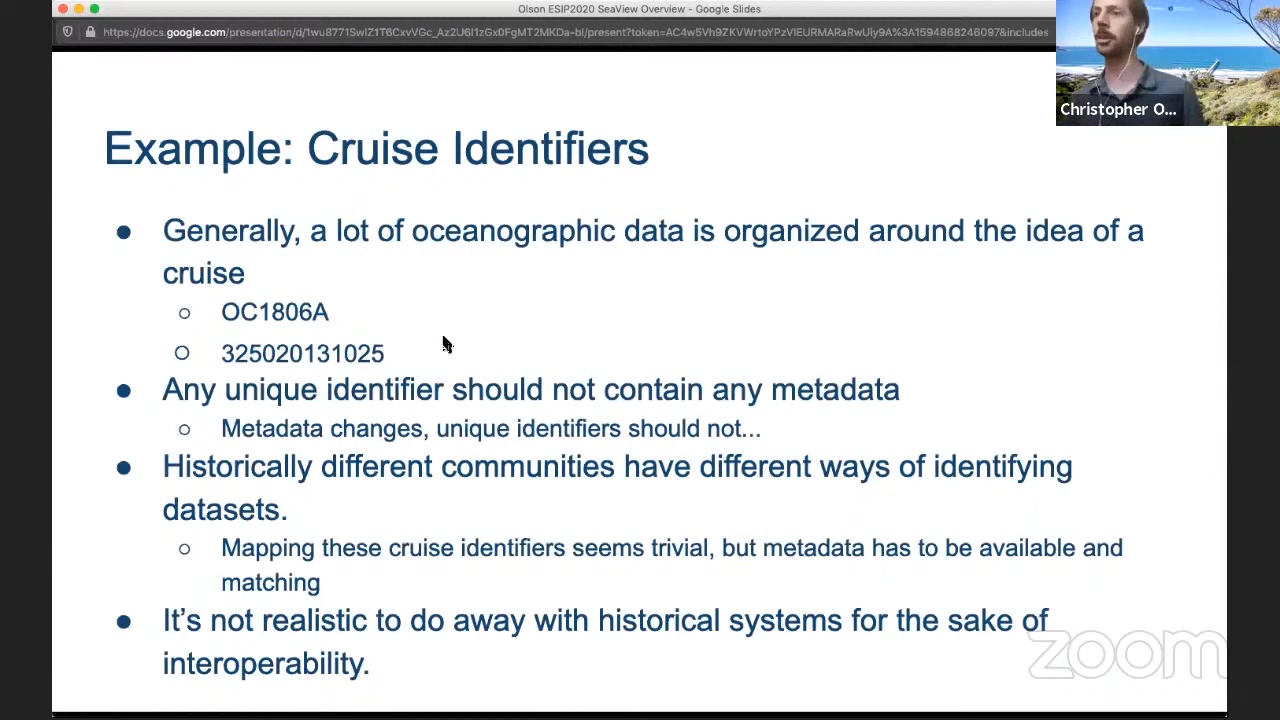 Olson ESIP2020 SeaView Overview - Google Slides
Christopher O...
Example: Cruise Identifiers
● Generally, a lot of oceanographic data is organized around the idea of a
cruise
○ OC1806A
○ 325020131025
● Any unique identifier should not contain any metadata
○ Metadata changes, unique identifiers should not...
● Historically different communities have different ways of identifying
datasets.
○ Mapping these cruise identifiers seems trivial, but metadata has to be available and
matching
● It's not realistic to do away with historical systems for the sake of
interoperability.
zoom